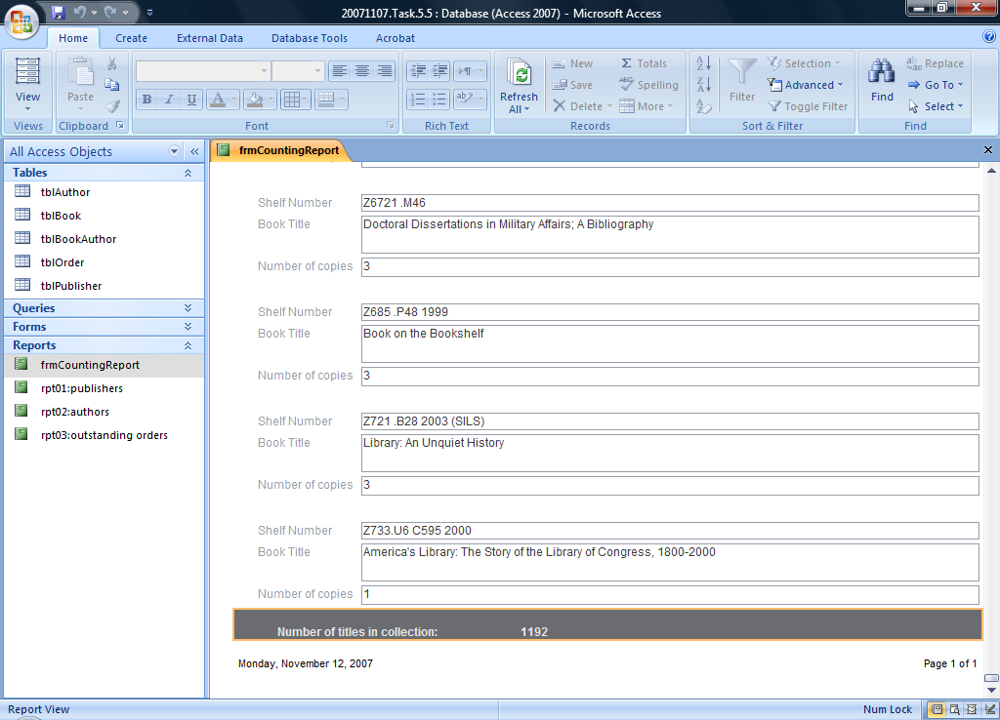 20071107.Task.5.5 : Database (Access 2007) - Microsoft Access
Home Create External Data Database Tools Acrobat
View
Views
Paste
Clipboard
B I U A
Font
Rich Text
Refresh All
New
Save
Delete
Totals
Spelling
More
Records
Filter
Selection
Advanced
Toggle Filter
Sort & Filter
Find
Replace
Go To
Select
Find
All Access Objects
Tables
tblAuthor
tblBook
tblBookAuthor
tblOrder
tblPublisher
Queries
Forms
Reports
frmCountingReport
rpt01:publishers
rpt02:authors
rpt03:outstanding orders
frmCountingReport
Shelf Number Z6721 .M46
Book Title Doctoral Dissertations in Military Affairs; A Bibliography
Number of copies 3
Shelf Number Z685 .P48 1999
Book Title Book on the Bookshelf
Number of copies 3
Shelf Number Z721 .B28 2003 (SILS)
Book Title Library: An Unquiet History
Number of copies 3
Shelf Number Z733.U6 C595 2000
Book Title America's Library: The Story of the Library of Congress, 1800-2000
Number of copies 1
Number of titles in collection: 1192
Monday, November 12, 2007 Page 1 of 1
Report View Num Lock